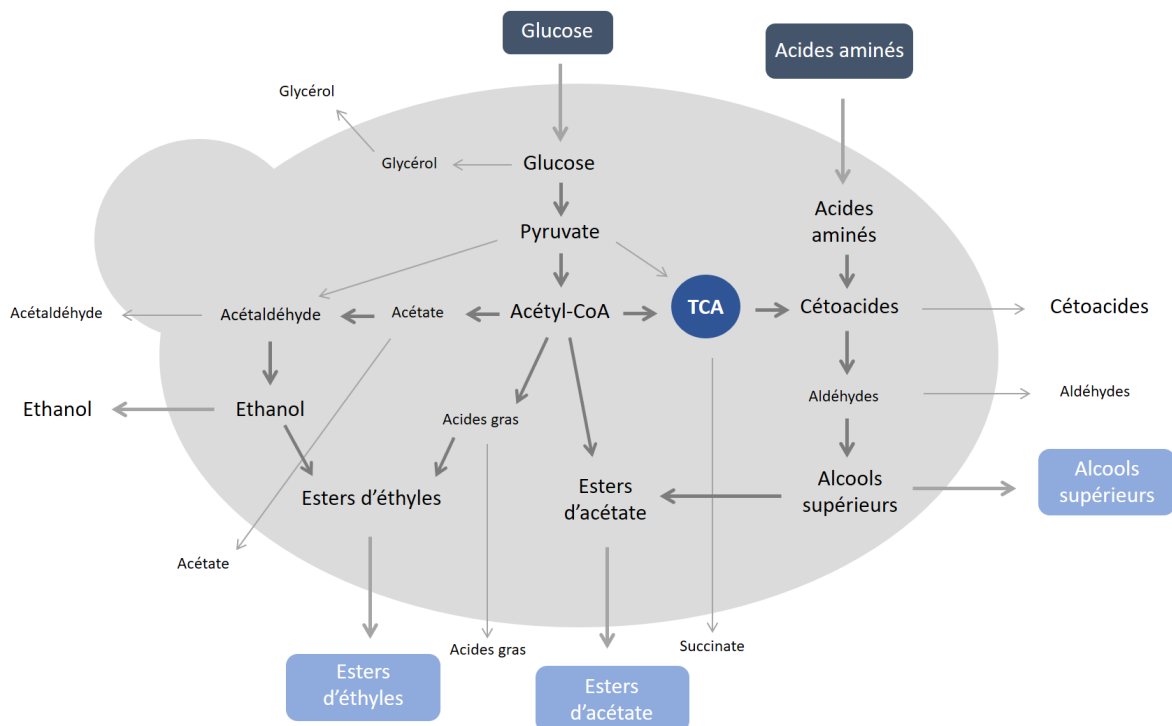 Glucose
Acides aminés
Glycérol
Glycérol
Glucose
Acides
aminés
Pyruvate
Acétaldéhyde
Acétaldéhyde
Acétate
Acétyl-CoA
TCA
Cétoacides
Cétoacides
Ethanol
Ethanol
Acides gras
Aldéhydes
Aldéhydes
Esters d’éthyles
Esters
d’acétate
Alcools
supérieurs
Alcools
supérieurs
Acétate
Acides gras
Succinate
Esters
d’éthyles
Esters
d’acétate